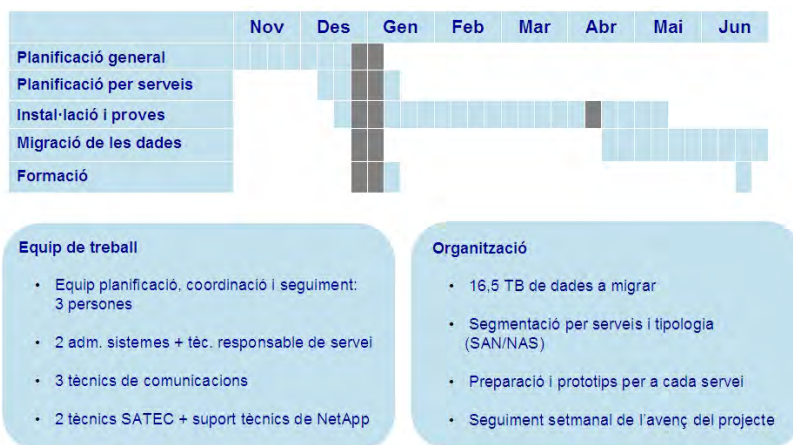 Nov Des Gen Feb Mar Abr Mai Jun
Planificació general
Planificació per serveis
Instal·lació i proves
Migració de les dades
Formació
Equip de treball
• Equip planificació, coordinació i seguiment:
3 persones
• 2 adm. sistemes + tèc. responsable de servei
• 3 tècnics de comunicacions
• 2 tècnics SATEC + suport tècnics de NetApp
Organització
• 16,5 TB de dades a migrar
• Segmentació per serveis i tipologia
(SAN/NAS)
• Preparació i prototips per a cada servei
• Seguiment setmanal de l'avenç del projecte